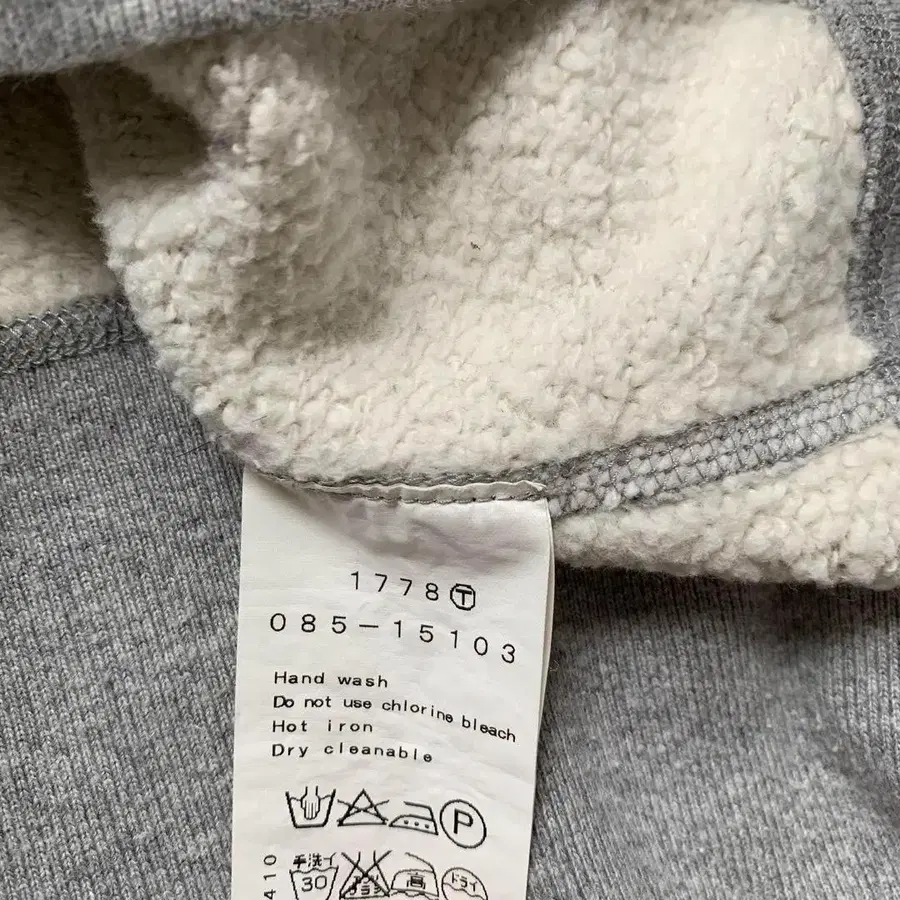 1778Ⓣ
085-15103
Hand wash
Do not use chlorine bleach
Hot iron
Dry cleanable
P
410
手洗イ
30
高
ドライ